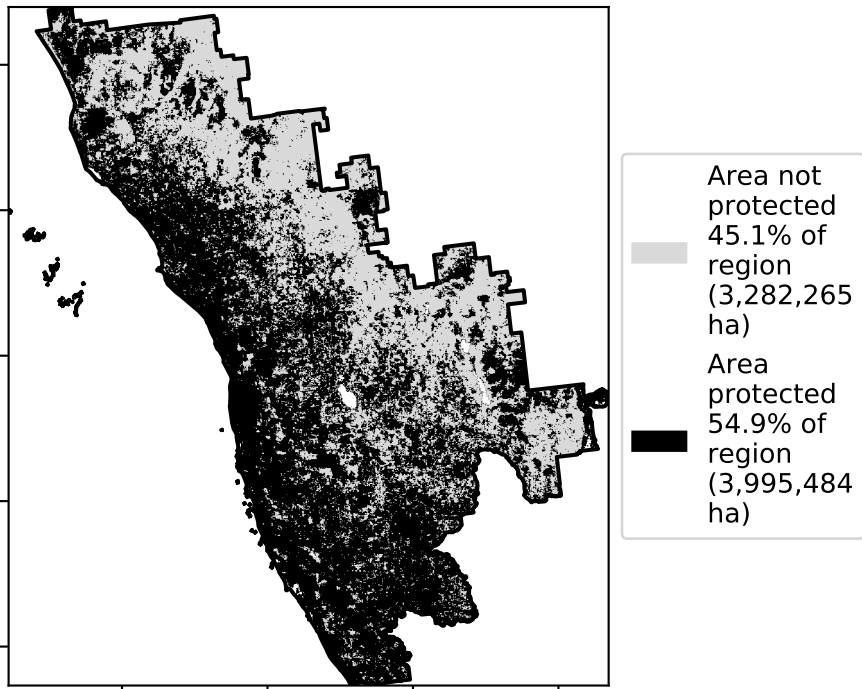 Area not
protected
45.1% of
region
(3,282,265
ha)
Area
protected
54.9% of
region
(3,995,484
ha)